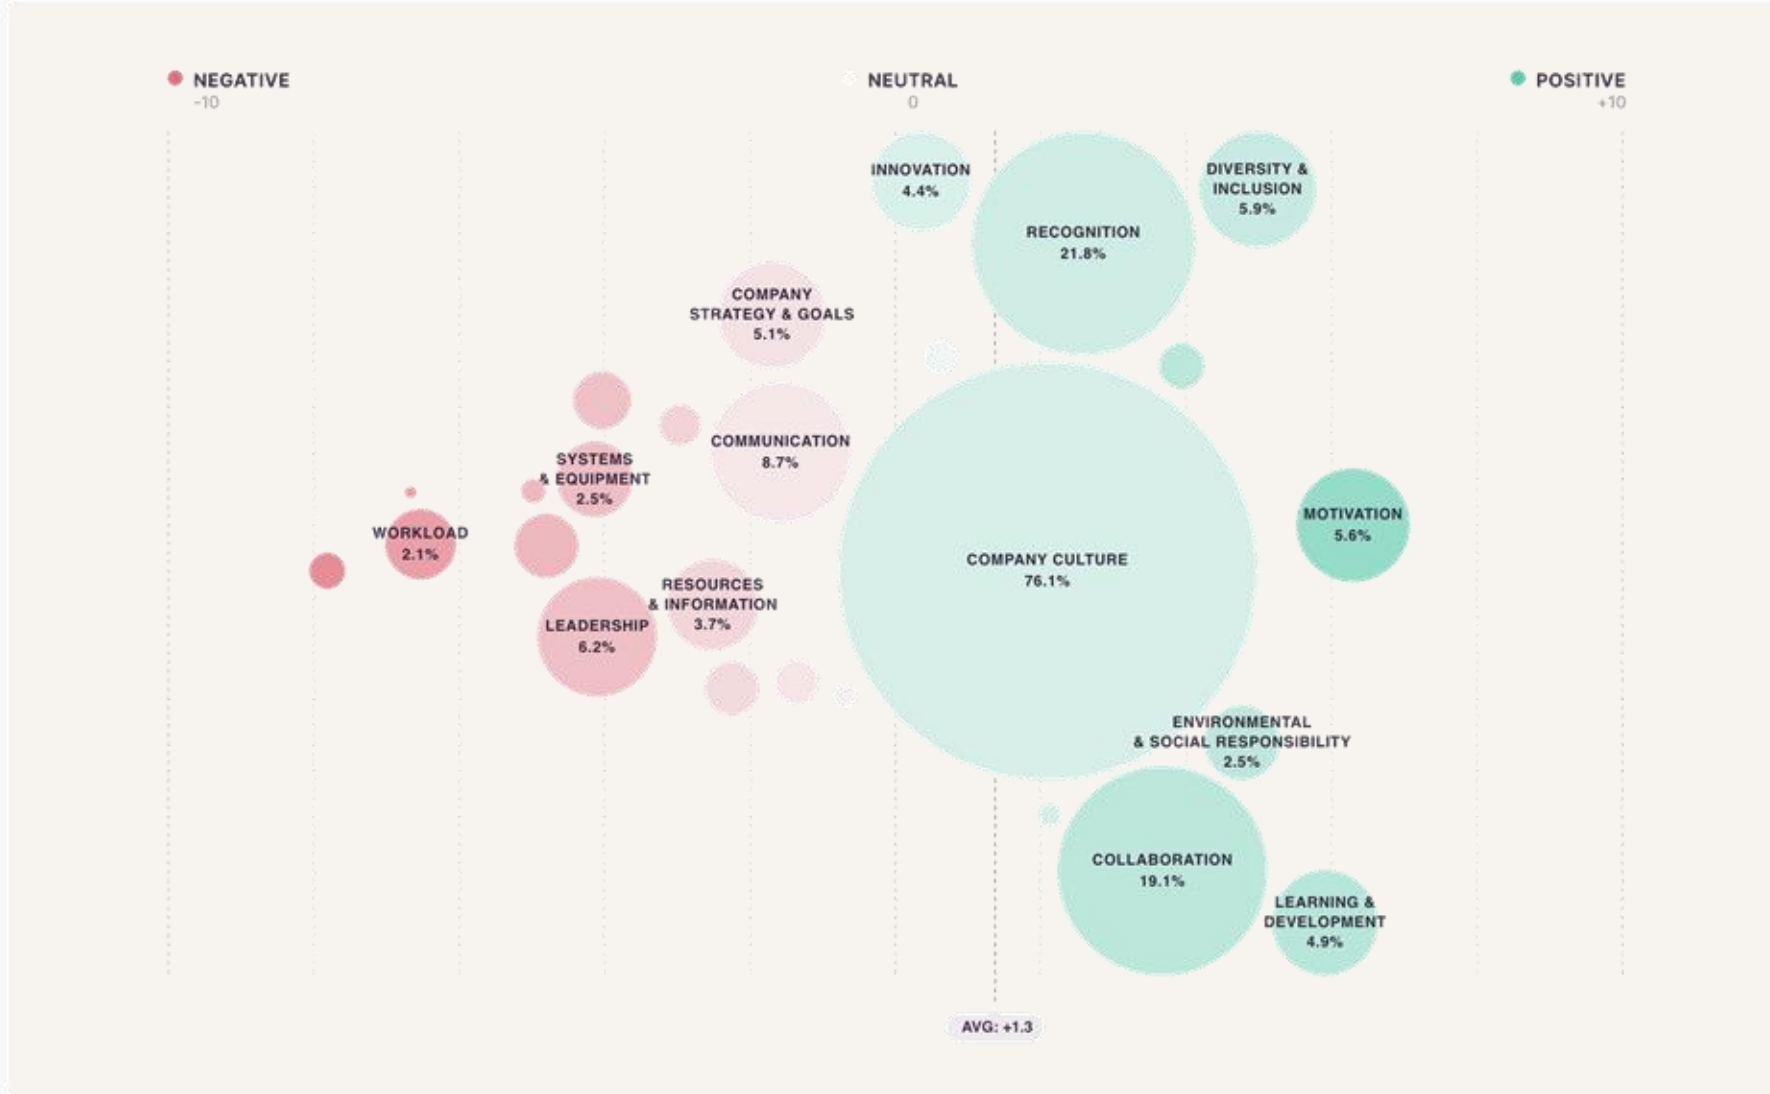 NEGATIVE
-10
NEUTRAL
0
POSITIVE
+10
INNOVATION
4.4%
RECOGNITION
21.8%
DIVERSITY &
INCLUSION
5.9%
COMPANY
STRATEGY & GOALS
5.1%
COMMUNICATION
8.7%
SYSTEMS
& EQUIPMENT
2.5%
WORKLOAD
2.1%
MOTIVATION
5.6%
COMPANY CULTURE
76.1%
RESOURCES
& INFORMATION
3.7%
LEADERSHIP
6.2%
ENVIRONMENTAL
& SOCIAL RESPONSIBILITY
2.5%
COLLABORATION
19.1%
LEARNING &
DEVELOPMENT
4.9%
AVG: +1.3